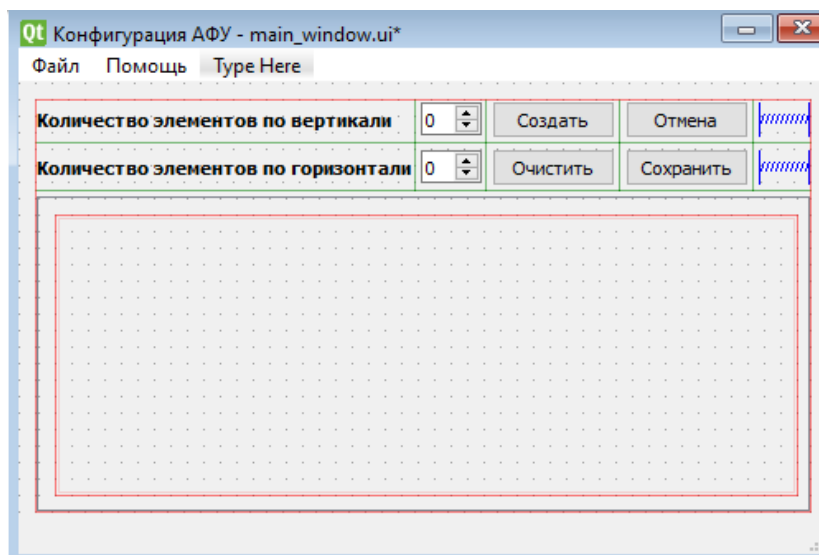 Qt Конфигурация АФУ - main_window.ui*
Файл Помощь Type Here
Количество элементов по вертикали 0 Создать Отмена
Количество элементов по горизонтали 0 Очистить Сохранить